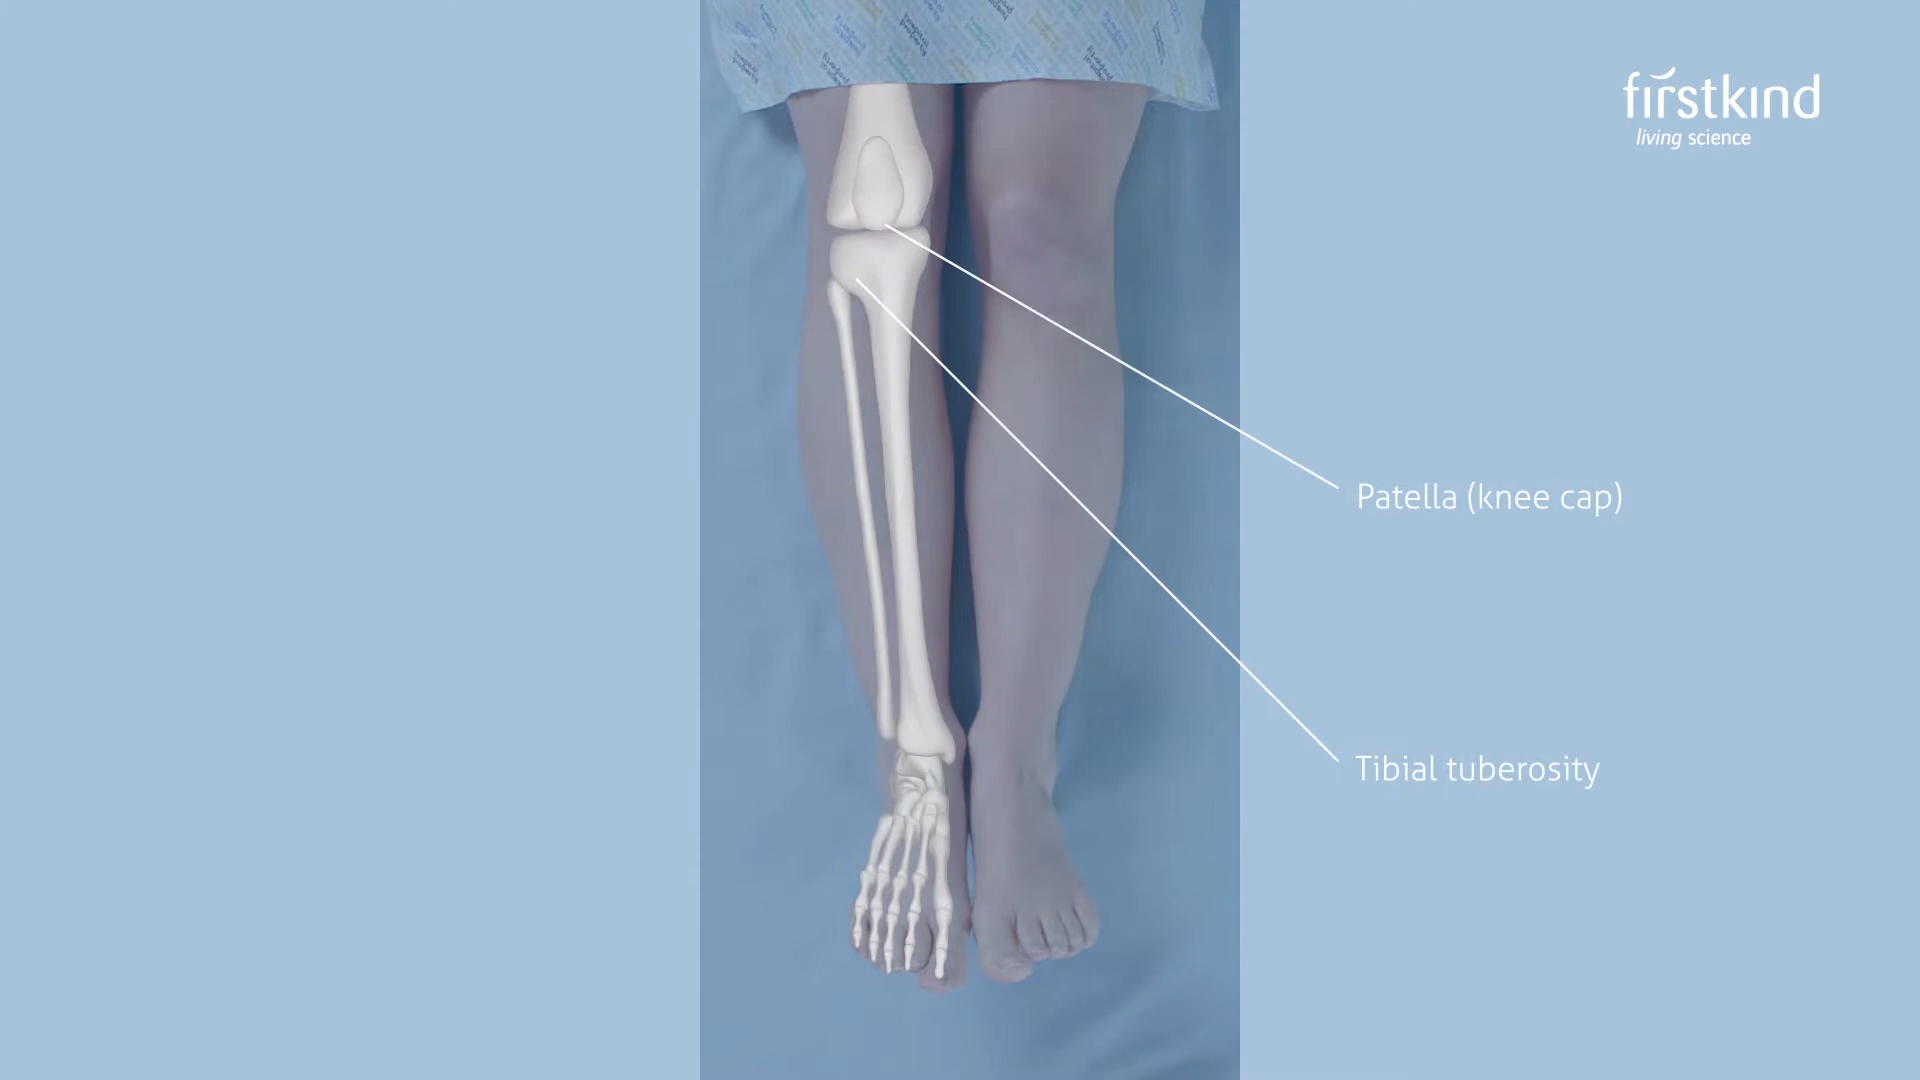 firstkind
living science
Patella (knee cap)
Tibial tuberosity